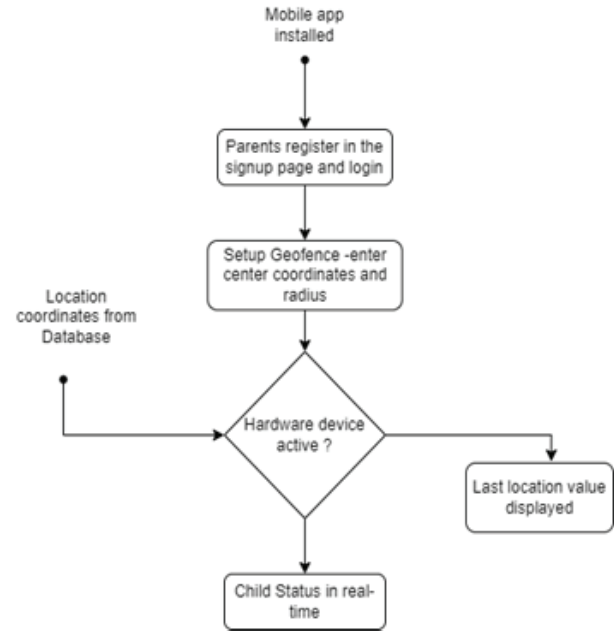 Mobile app
installed
Parents register in the
signup page and login
Setup Geofence -enter
center coordinates and
radius
Location
coordinates from
Database
Hardware device
active ?
Last location value
displayed
Child Status in real-
time